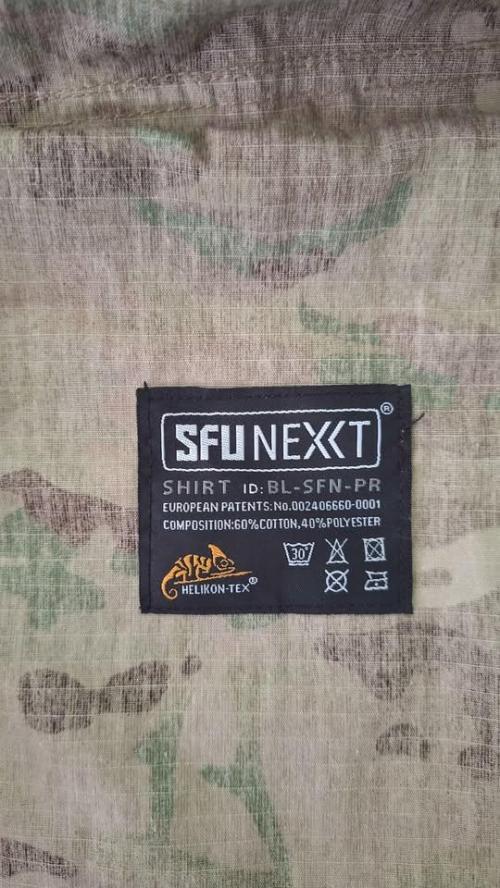 SFU NEXT®
SHIRT ID: BL-SFN-PR
EUROPEAN PATENTS: No.002406660-0001
COMPOSITION:60%COTTON,40%POLYESTER
30°
HELIKON-TEX®